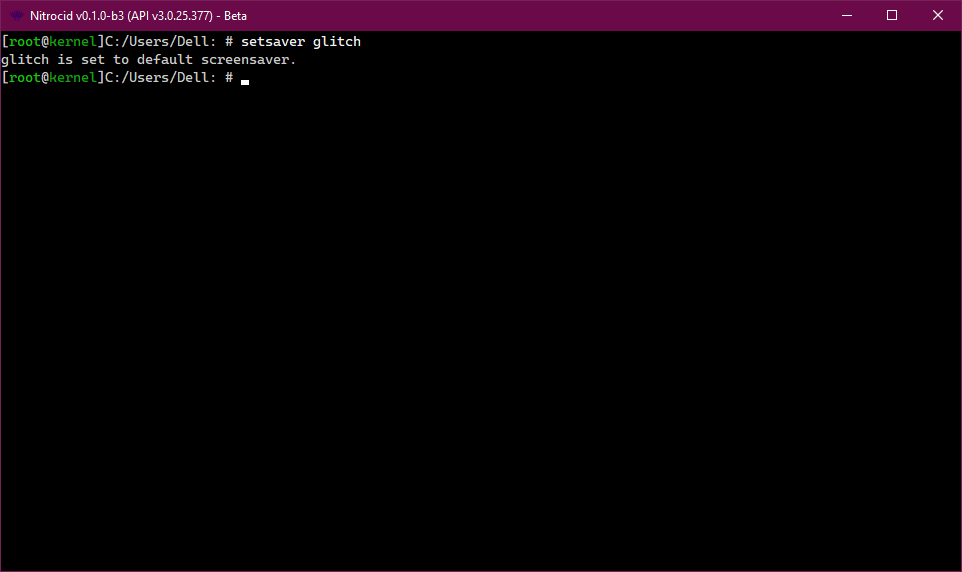 Nitrocid v0.1.0-b3 (API v3.0.25.377) - Beta
[root@kernel]C:/Users/Dell: # setsaver glitch
glitch is set to default screensaver.
[root@kernel]C:/Users/Dell: #